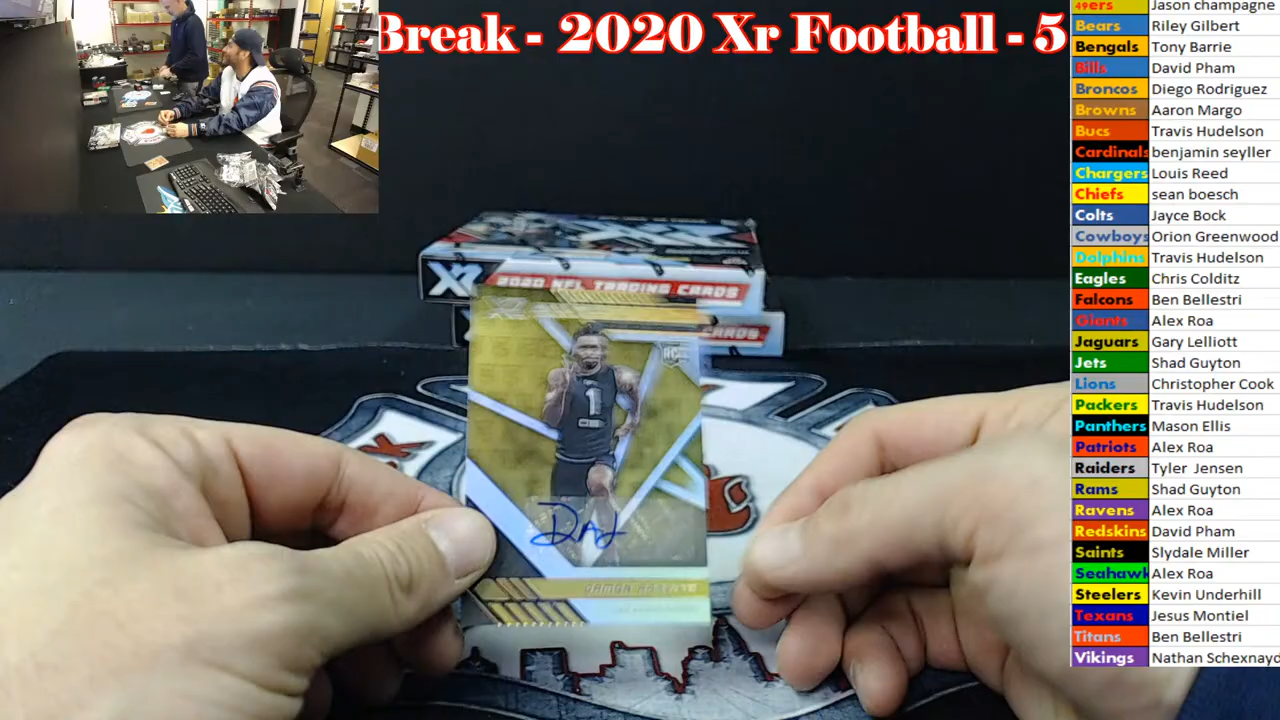 Break - 2020 Xr Football - 5
49ers Jason champagne
Bears Riley Gilbert
Bengals Tony Barrie
Bills David Pham
Broncos Diego Rodriguez
Browns Aaron Margo
Bucs Travis Hudelson
Cardinals benjamin seyller
Chargers Louis Reed
Chiefs sean boesch
Colts Jayce Bock
Cowboys Orion Greenwood
Dolphins Travis Hudelson
Eagles Chris Colditz
Falcons Ben Bellestri
Giants Alex Roa
Jaguars Gary Lelliott
Jets Shad Guyton
Lions Christopher Cook
Packers Travis Hudelson
Panthers Mason Ellis
Patriots Alex Roa
Raiders Tyler Jensen
Rams Shad Guyton
Ravens Alex Roa
Redskins David Pham
Saints Slydale Miller
Seahawk Alex Roa
Steelers Kevin Underhill
Texans Jesus Montiel
Titans Ben Bellestri
Vikings Nathan Schexnayd
XR 2020 NFL TRADING CARDS
CARDS
XR
RC
1